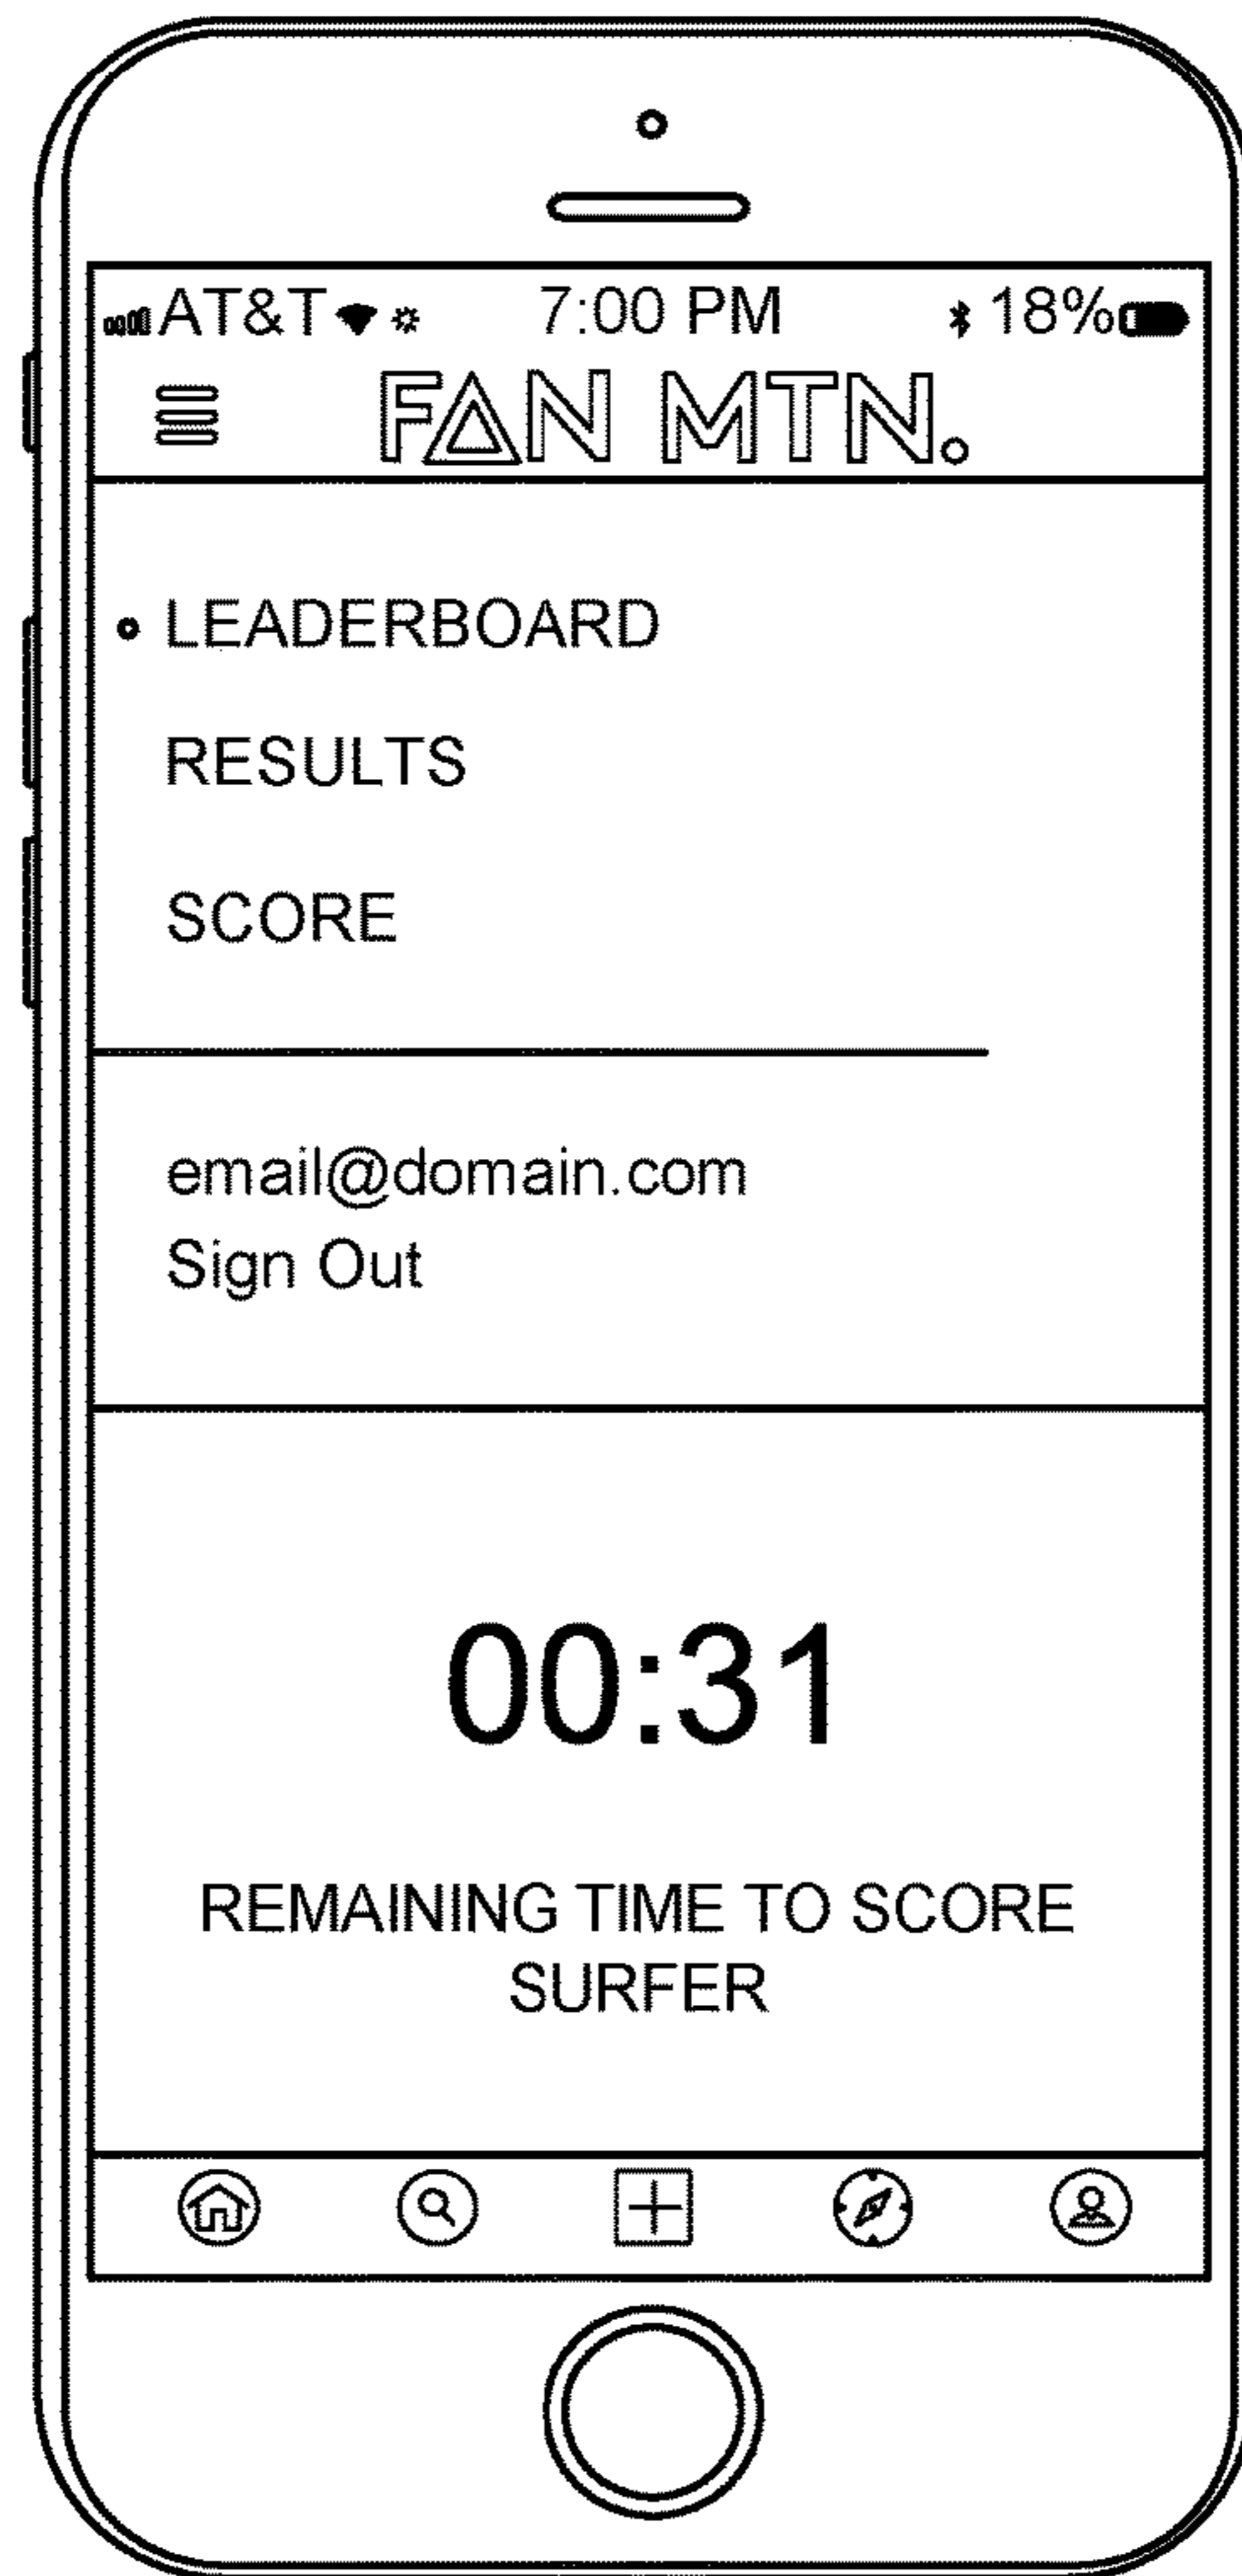 AT&T 7:00 PM 18%
FAN MTN.
LEADERBOARD
RESULTS
SCORE
email@domain.com
Sign Out
00:31
REMAINING TIME TO SCORE
SURFER